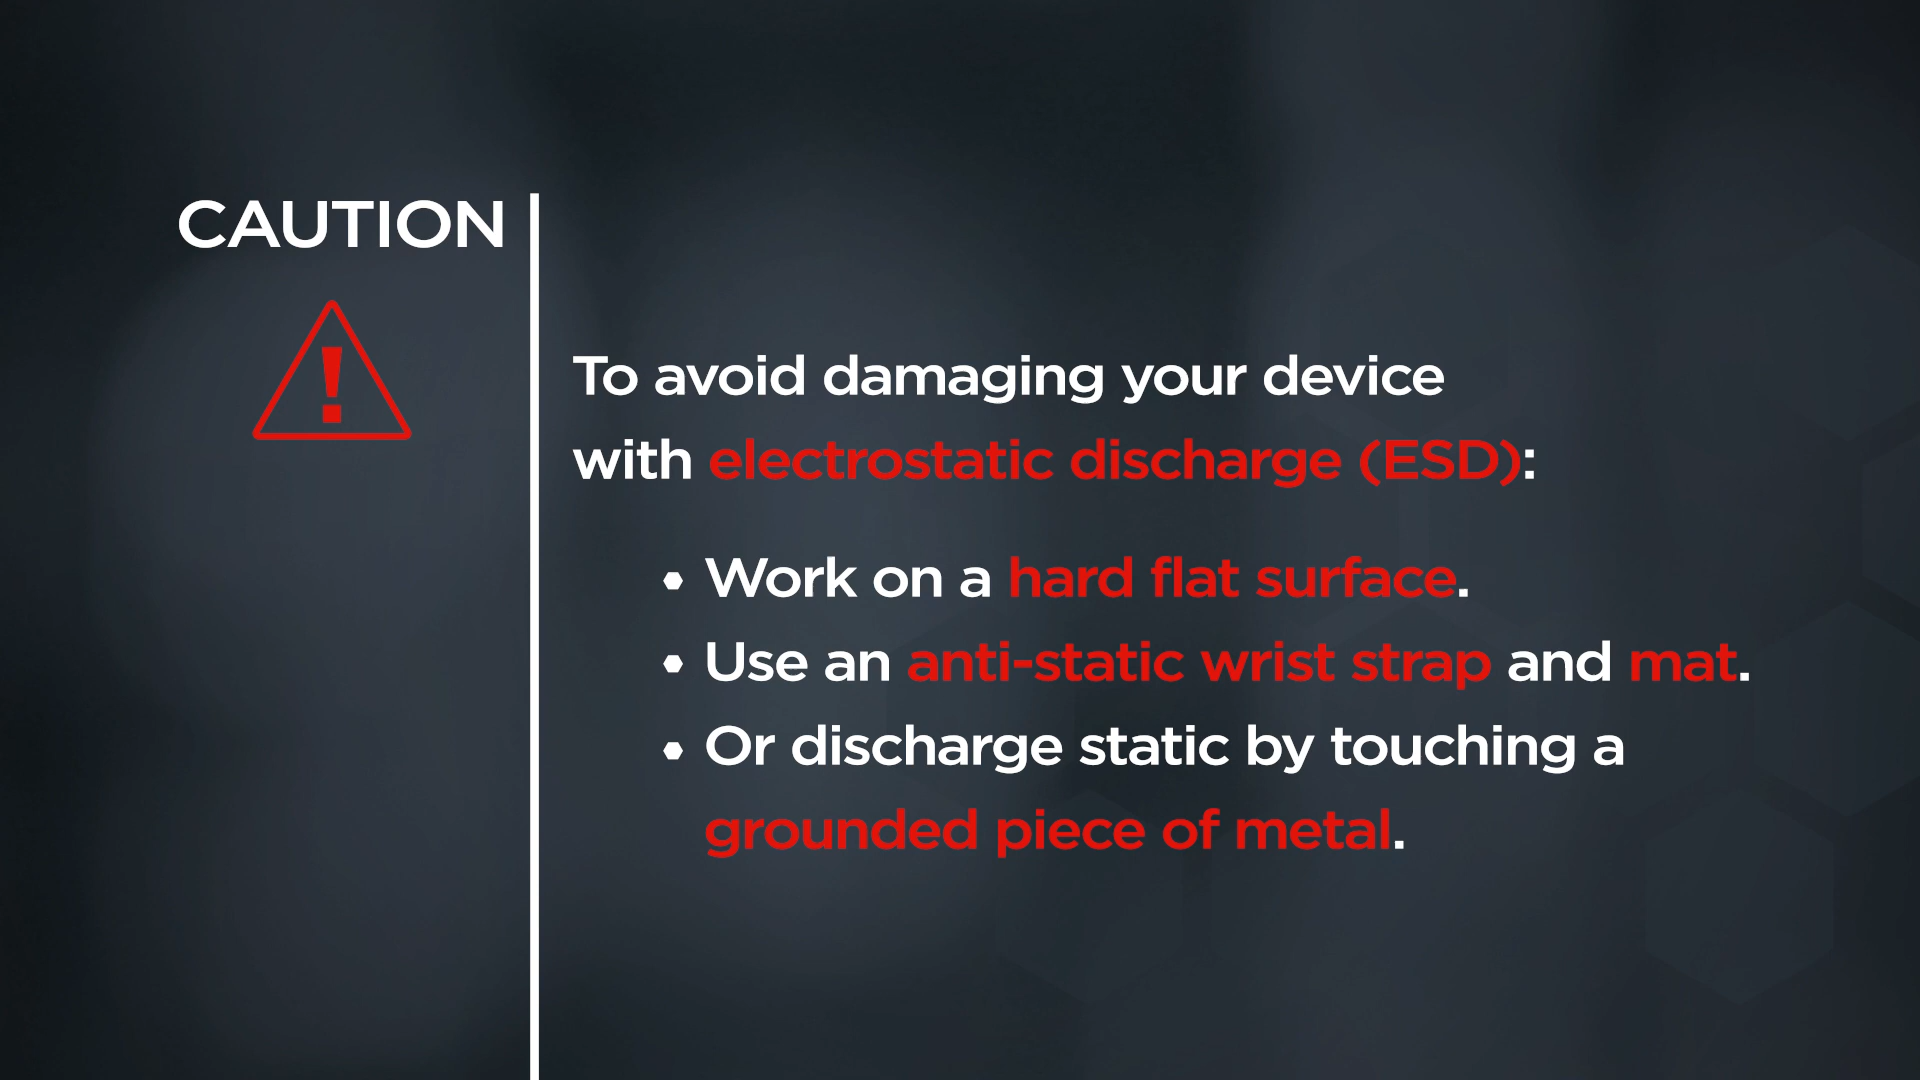 CAUTION
!
To avoid damaging your device
with electrostatic discharge (ESD):
• Work on a hard flat surface.
• Use an anti-static wrist strap and mat.
• Or discharge static by touching a
grounded piece of metal.